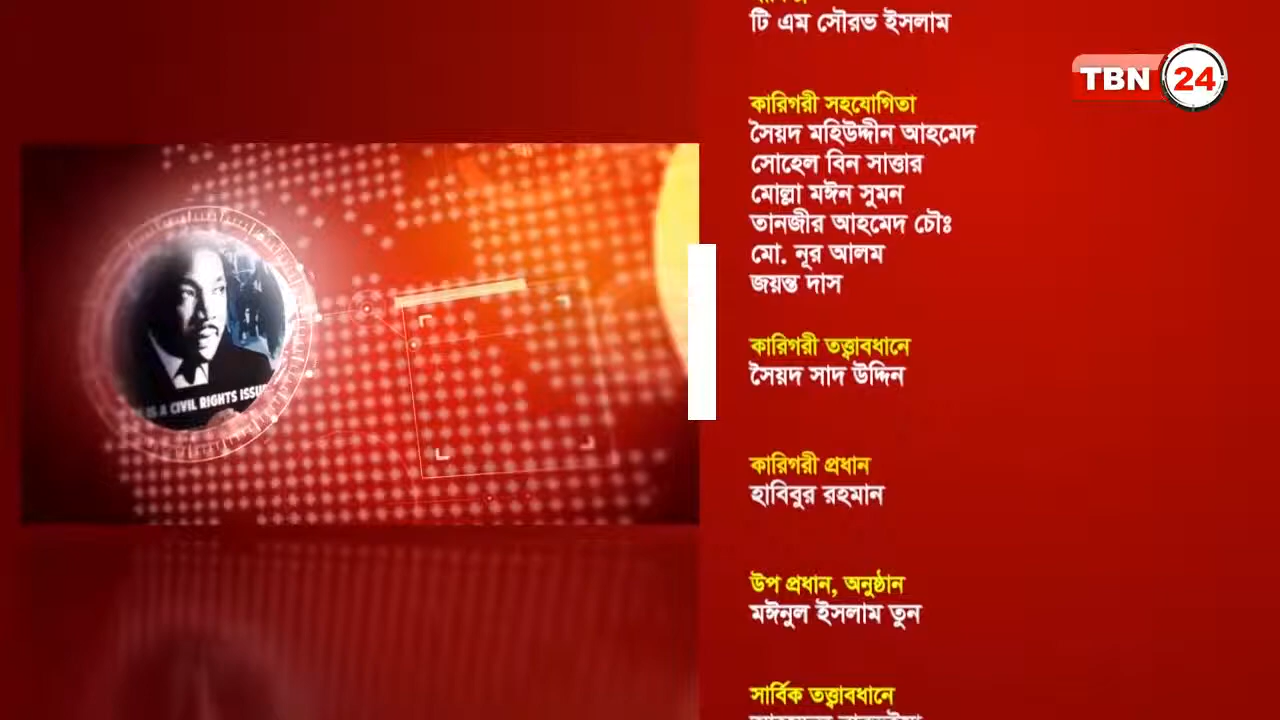 টি এম সৌরভ ইসলাম
TBN 24
কারিগরী সহযোগিতা
সৈয়দ মহিউদ্দীন আহমেদ
সোহেল বিন সাত্তার
মোল্লা মঈন সুমন
তানজীর আহমেদ চৌঃ
মো. নূর আলম
জয়ন্ত দাস
কারিগরী তত্ত্বাবধানে
সৈয়দ সাদ উদ্দিন
IS A CIVIL RIGHTS ISSU
কারিগরী প্রধান
হাবিবুর রহমান
উপ প্রধান, অনুষ্ঠান
মঈনুল ইসলাম তুন
সার্বিক তত্ত্বাবধানে